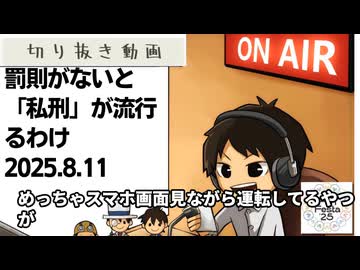 切り抜き動画
ON AIR
罰則がないと
「私刑」が流行
るわけ
2025.8.11
Festa
'25
めっちゃスマホ画面見ながら運転してるやつ
が